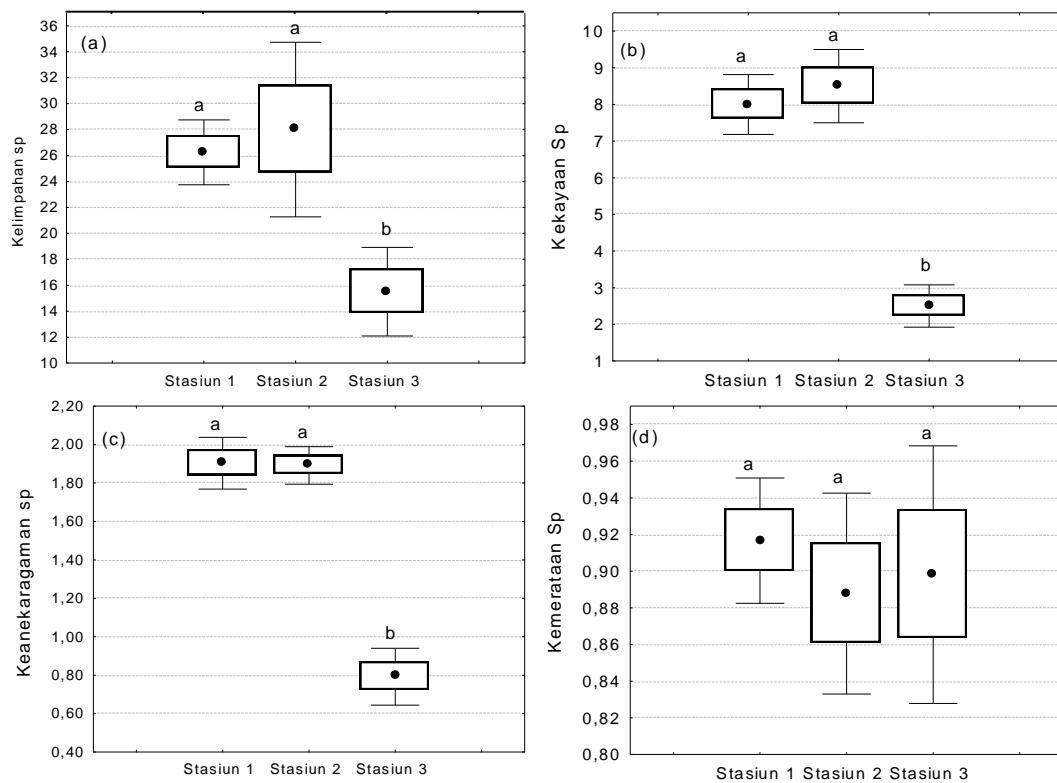 (a)
Kelimpahan sp
36
34
32
30
28
26
24
22
20
18
16
14
12
10
a
a
b
Stasiun 1 Stasiun 2 Stasiun 3
(b)
Kekayaan Sp
10
9
8
7
6
5
4
3
2
1
a
a
b
Stasiun 1 Stasiun 2 Stasiun 3
(c)
Keanekaragaman sp
2,20
2,00
1,80
1,60
1,40
1,20
1,00
0,80
0,60
0,40
a
a
b
Stasiun 1 Stasiun 2 Stasiun 3
(d)
Kemerataan Sp
0,98
0,96
0,94
0,92
0,90
0,88
0,86
0,84
0,82
0,80
a
a
a
Stasiun 1 Stasiun 2 Stasiun 3